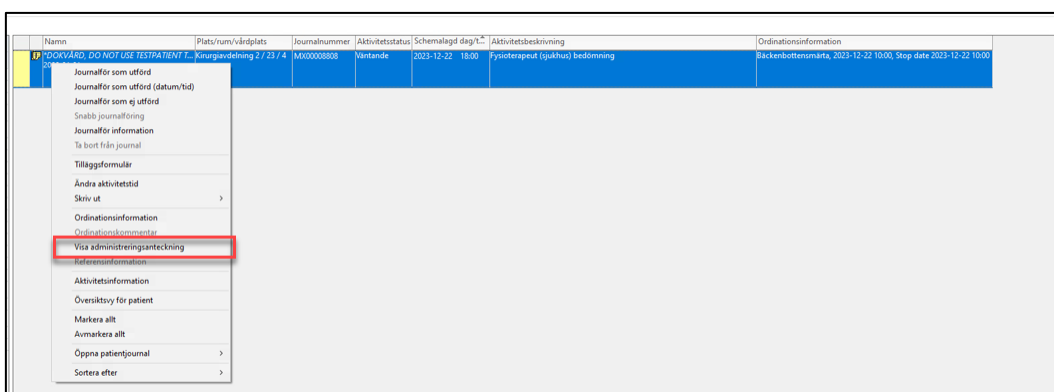 Namn Plats/rum/vårdplats Journalnummer Aktivitetsstatus Schemalagd dag/t... Aktivitetsbeskrivning Ordinationsinformation
*DOKVÅRD, DO NOT USE TESTPATIENT T... Kirurgiavdelning 2 / 23 / 4 MX00008808 Väntande 2023-12-22 18:00 Fysioterapeut (sjukhus) bedömning Bäckenbottensmärta, 2023-12-22 10:00, Stop date 2023-12-22 10:00
Journalför som utförd
Journalför som utförd (datum/tid)
Journalför som ej utförd
Snabb journalföring
Journalför information
Ta bort från journal
Tilläggsformulär
Ändra aktivitetstid
Skriv ut
Ordinationsinformation
Ordinationskommentar
Visa administreringsanteckning
Referensinformation
Aktivitetsinformation
Översiktsvy för patient
Markera allt
Avmarkera allt
Öppna patientjournal
Sortera efter